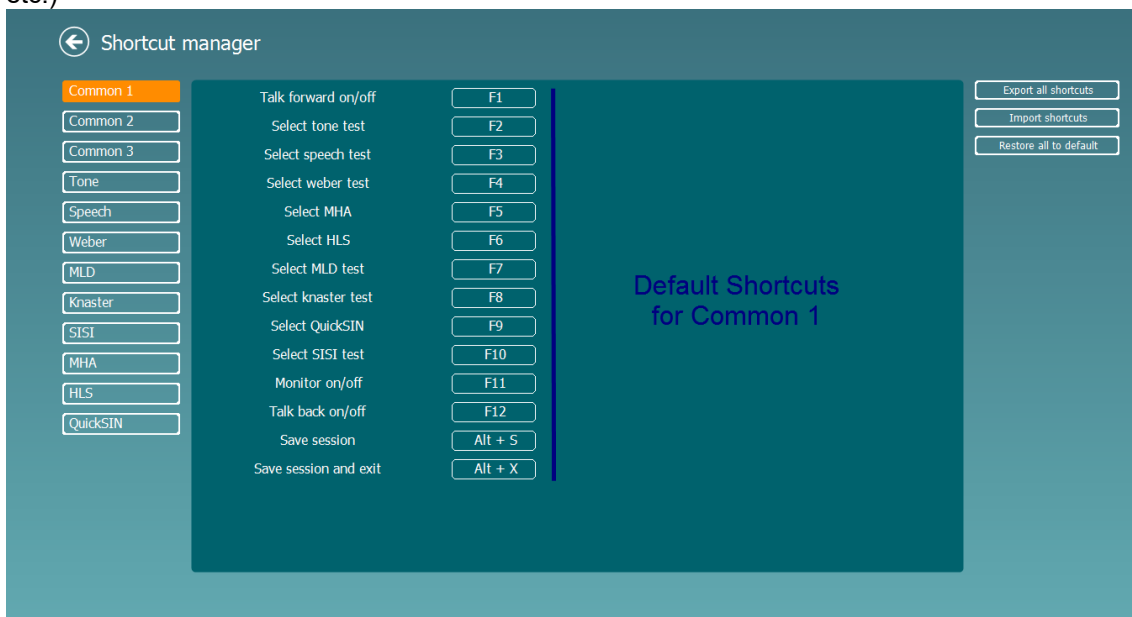 etc.)
Shortcut manager
Common 1
Common 2
Common 3
Tone
Speech
Weber
MLD
Knaster
SISI
MHA
HLS
QuickSIN
Talk forward on/off F1
Select tone test F2
Select speech test F3
Select weber test F4
Select MHA F5
Select HLS F6
Select MLD test F7
Select knaster test F8
Select QuickSIN F9
Select SISI test F10
Monitor on/off F11
Talk back on/off F12
Save session Alt + S
Save session and exit Alt + X
Default Shortcuts
for Common 1
Export all shortcuts
Import shortcuts
Restore all to default